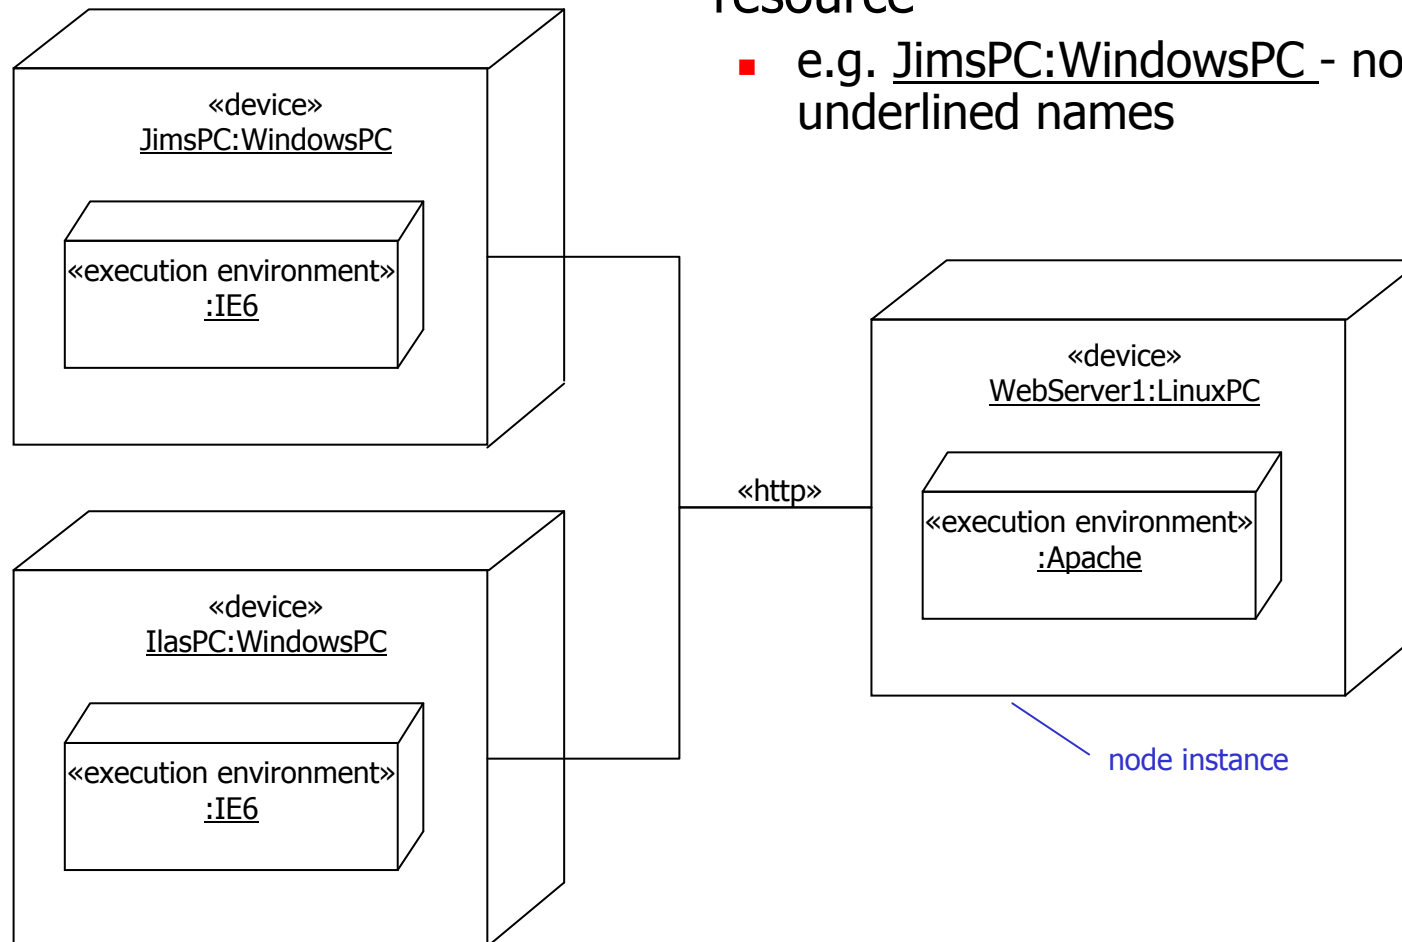 resource
e.g. JimsPC:WindowsPC - no
underlined names
«device»
JimsPC:WindowsPC
«execution environment»
:IE6
«device»
WebServer1:LinuxPC
«execution environment»
:Apache
«http»
«device»
IlasPC:WindowsPC
«execution environment»
:IE6
node instance